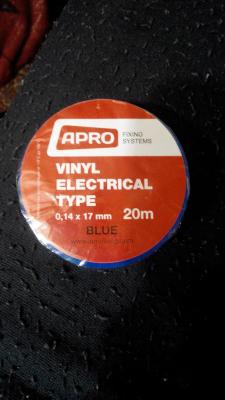 APRO FIXING
SYSTEMS
VINYL
ELECTRICAL
TYPE
0,14 x 17 mm 20m
BLUE